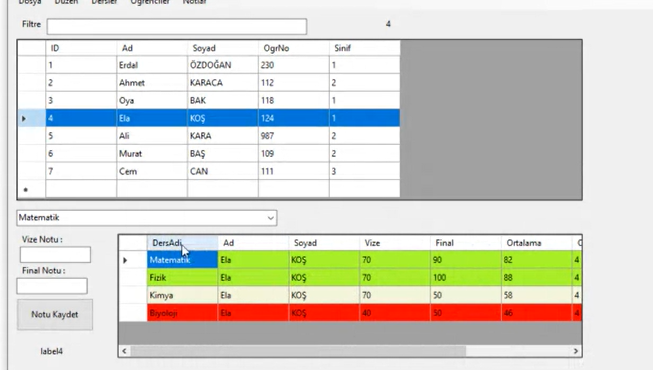 Dosya Düzen Dersler Öğrenciler Notlar
Filtre 4
ID Ad Soyad OgrNo Sinif
1 Erdal ÖZDOĞAN 230 1
2 Ahmet KARACA 112 2
3 Oya BAK 118 1
4 Ela KOŞ 124 1
5 Ali KARA 987 2
6 Murat BAŞ 109 2
7 Cem CAN 111 3
Matematik
Vize Notu :
Final Notu :
Notu Kaydet
label4
DersAdi Ad Soyad Vize Final Ortalama
Matematik Ela KOŞ 70 90 82 4
Fizik Ela KOŞ 70 100 88 4
Kimya Ela KOŞ 70 50 58 4
Biyoloji Ela KOŞ 40 50 46 4